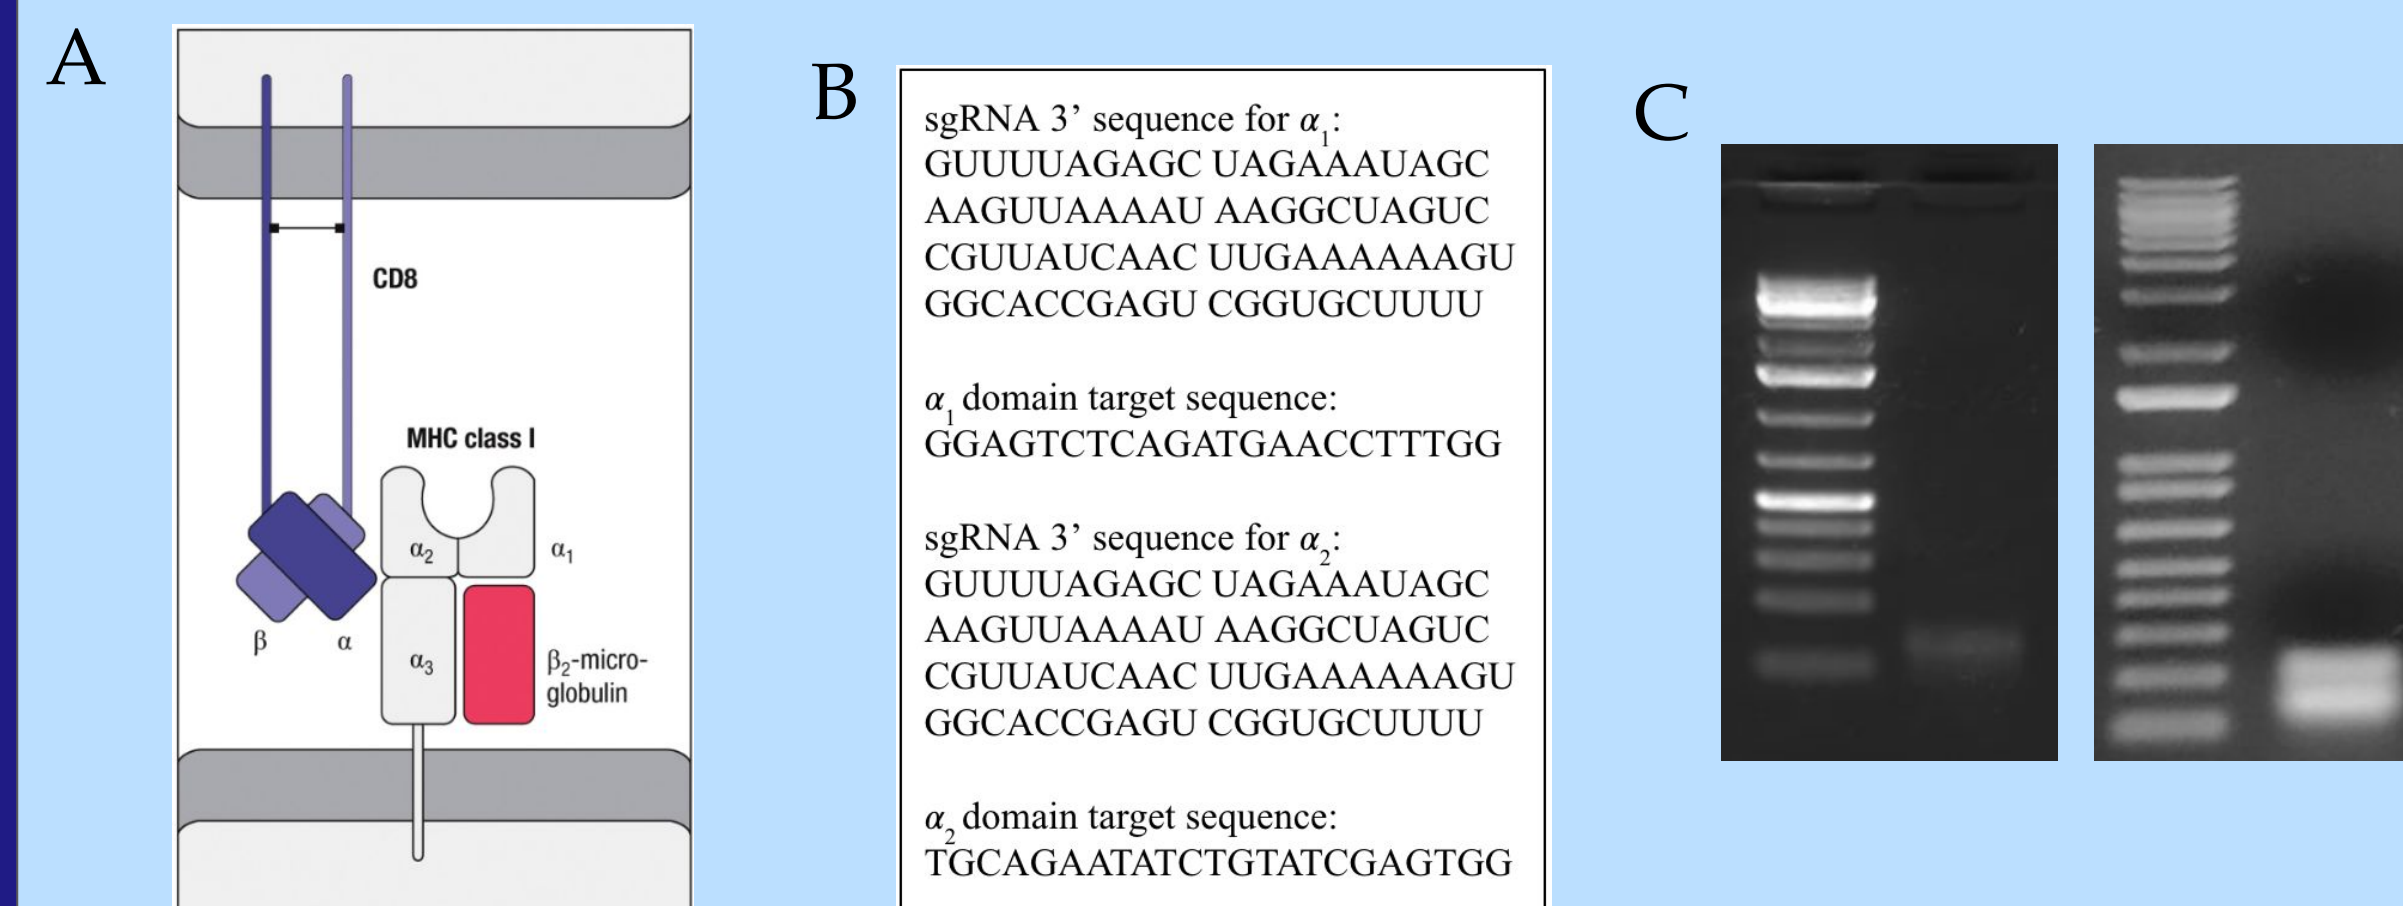 A
CD8
MHC class I
α2
α1
β
α
α3
β2-micro-
globulin
B
sgRNA 3’ sequence for α1:
GUUUUAGAGC UAGAAAUAGC
AAGUUAAAAU AAGGCUAGUC
CGUUAUCAAC UUGAAAAAAGU
GGCACCGAGU CGGUGCUUUU
α1 domain target sequence:
GGAGTCTCAGATGAACCTTTGG
sgRNA 3’ sequence for α2:
GUUUUAGAGC UAGAAAUAGC
AAGUUAAAAU AAGGCUAGUC
CGUUAUCAAC UUGAAAAAAGU
GGCACCGAGU CGGUGCUUUU
α2 domain target sequence:
TGCAGAATATCTGTATCGAGTGG
C